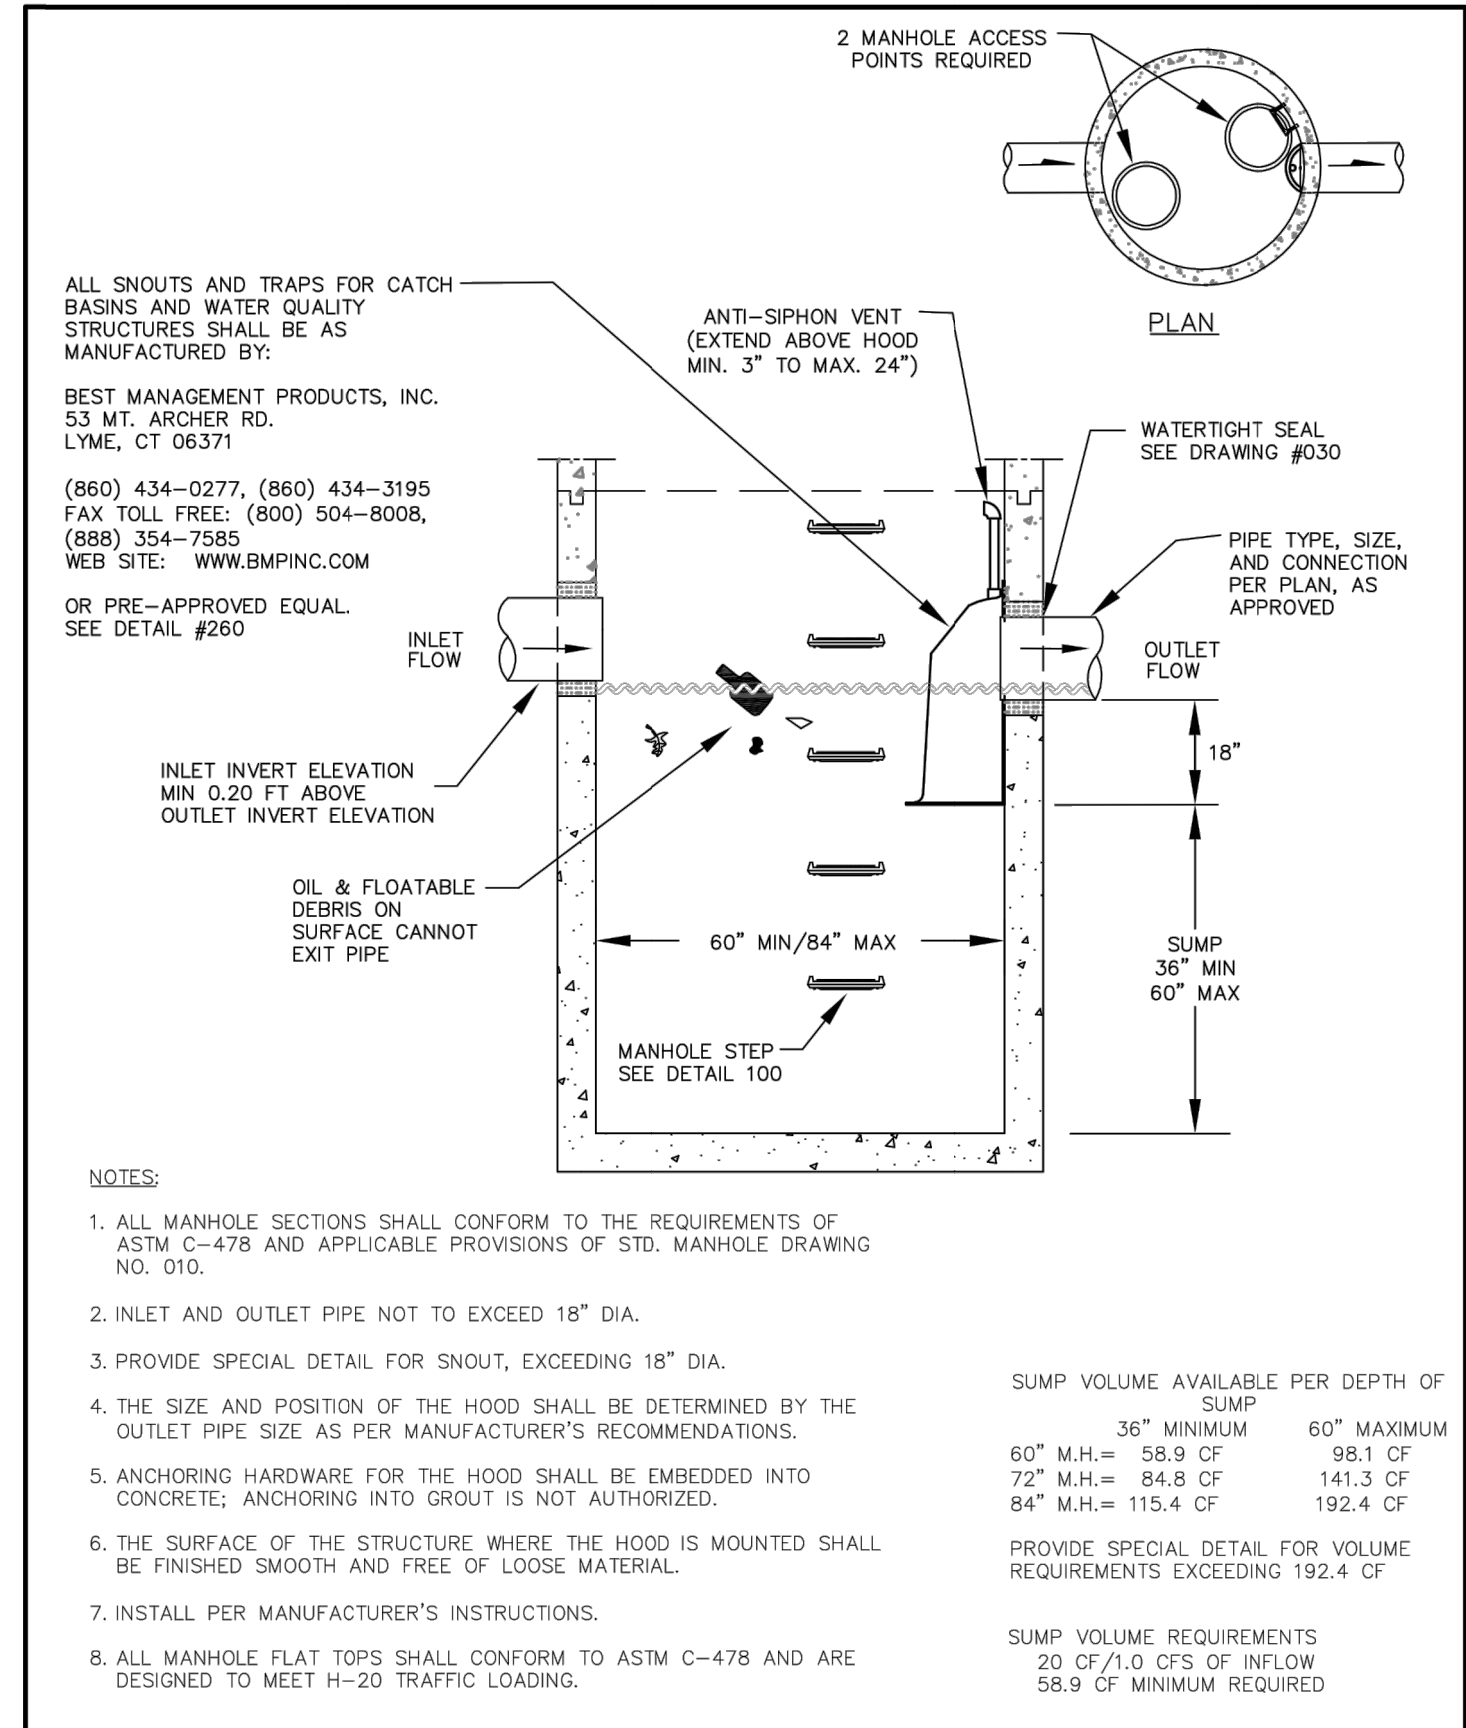 2 MANHOLE ACCESS
POINTS REQUIRED
PLAN
ALL SNOUTS AND TRAPS FOR CATCH
BASINS AND WATER QUALITY
STRUCTURES SHALL BE AS
MANUFACTURED BY:
BEST MANAGEMENT PRODUCTS, INC.
53 MT. ARCHER RD.
LYME, CT 06371
(860) 434-0277, (860) 434-3195
FAX TOLL FREE: (800) 504-8008,
(888) 354-7585
WEB SITE: WWW.BMPINC.COM
OR PRE-APPROVED EQUAL.
SEE DETAIL #260
ANTI-SIPHON VENT
(EXTEND ABOVE HOOD
MIN. 3" TO MAX. 24")
WATERTIGHT SEAL
SEE DRAWING #030
PIPE TYPE, SIZE,
AND CONNECTION
PER PLAN, AS
APPROVED
INLET
FLOW
OUTLET
FLOW
18"
INLET INVERT ELEVATION
MIN 0.20 FT ABOVE
OUTLET INVERT ELEVATION
OIL & FLOATABLE
DEBRIS ON
SURFACE CANNOT
EXIT PIPE
60" MIN/84" MAX
SUMP
36" MIN
60" MAX
MANHOLE STEP
SEE DETAIL 100
NOTES:
1. ALL MANHOLE SECTIONS SHALL CONFORM TO THE REQUIREMENTS OF
ASTM C-478 AND APPLICABLE PROVISIONS OF STD. MANHOLE DRAWING
NO. 010.
2. INLET AND OUTLET PIPE NOT TO EXCEED 18" DIA.
3. PROVIDE SPECIAL DETAIL FOR SNOUT, EXCEEDING 18" DIA.
4. THE SIZE AND POSITION OF THE HOOD SHALL BE DETERMINED BY THE
OUTLET PIPE SIZE AS PER MANUFACTURER'S RECOMMENDATIONS.
5. ANCHORING HARDWARE FOR THE HOOD SHALL BE EMBEDDED INTO
CONCRETE; ANCHORING INTO GROUT IS NOT AUTHORIZED.
6. THE SURFACE OF THE STRUCTURE WHERE THE HOOD IS MOUNTED SHALL
BE FINISHED SMOOTH AND FREE OF LOOSE MATERIAL.
7. INSTALL PER MANUFACTURER'S INSTRUCTIONS.
8. ALL MANHOLE FLAT TOPS SHALL CONFORM TO ASTM C-478 AND ARE
DESIGNED TO MEET H-20 TRAFFIC LOADING.
SUMP VOLUME AVAILABLE PER DEPTH OF
SUMP
36" MINIMUM 60" MAXIMUM
60" M.H.= 58.9 CF 98.1 CF
72" M.H.= 84.8 CF 141.3 CF
84" M.H.= 115.4 CF 192.4 CF
PROVIDE SPECIAL DETAIL FOR VOLUME
REQUIREMENTS EXCEEDING 192.4 CF
SUMP VOLUME REQUIREMENTS
20 CF/1.0 CFS OF INFLOW
58.9 CF MINIMUM REQUIRED